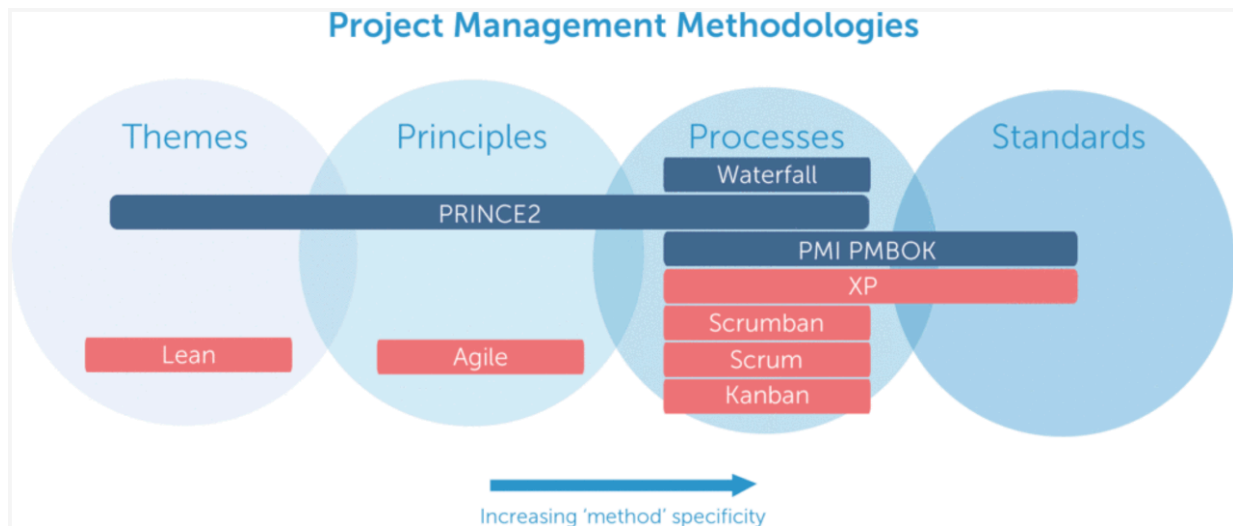 Project Management Methodologies
Themes
Principles
Processes
Standards
Waterfall
PRINCE2
PMI PMBOK
XP
Scrumban
Lean
Agile
Scrum
Kanban
Increasing 'method' specificity